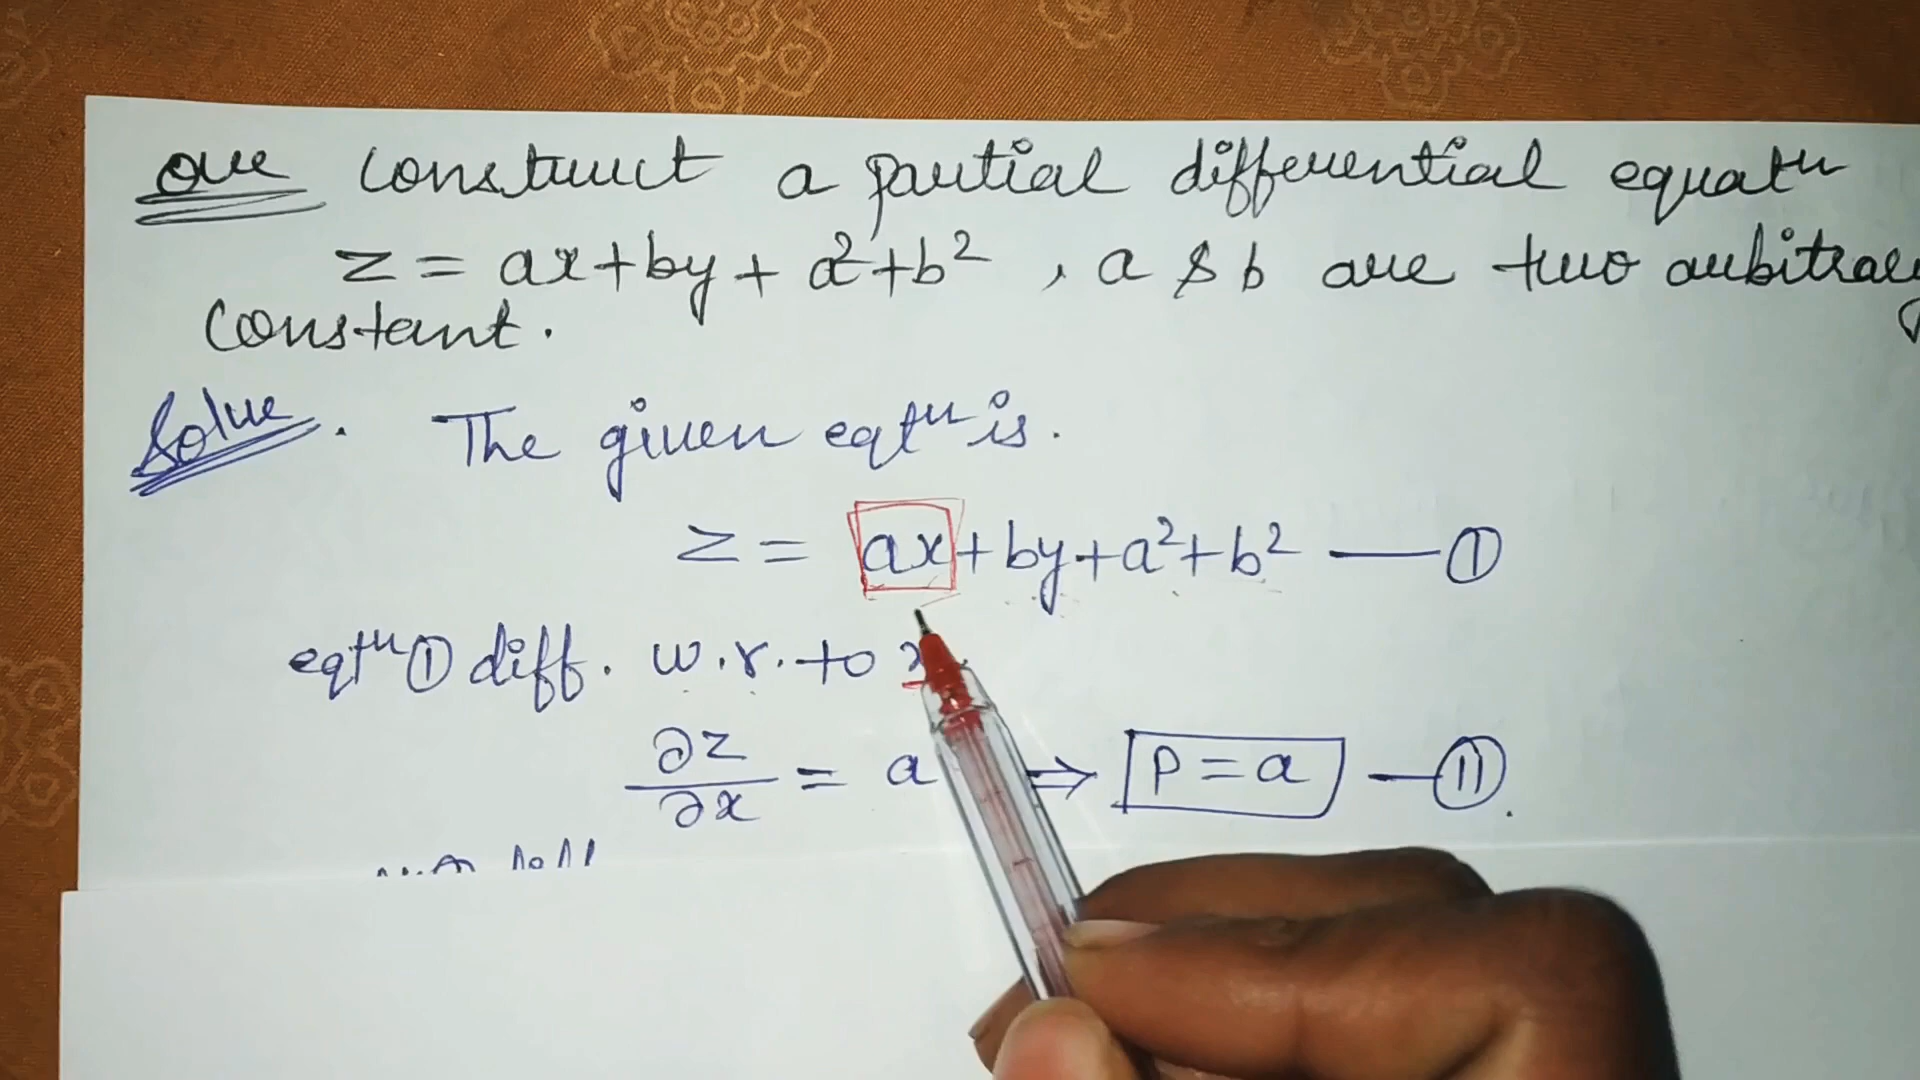 Que Construct a partial differential equatn
z = ax+by+ a²+b² , a & b are two arbitrary
constant.
Solve. The given eqtn is.
z = ax+by+a²+b² — ①
eqtn ① diff. w.r. to x.
∂z/∂x = a ⇒ P = a — ⑪.